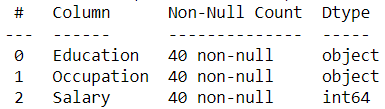 #   Column      Non-Null Count  Dtype
---  ------      --------------  -----
0   Education   40 non-null     object
1   Occupation  40 non-null     object
2   Salary      40 non-null     int64